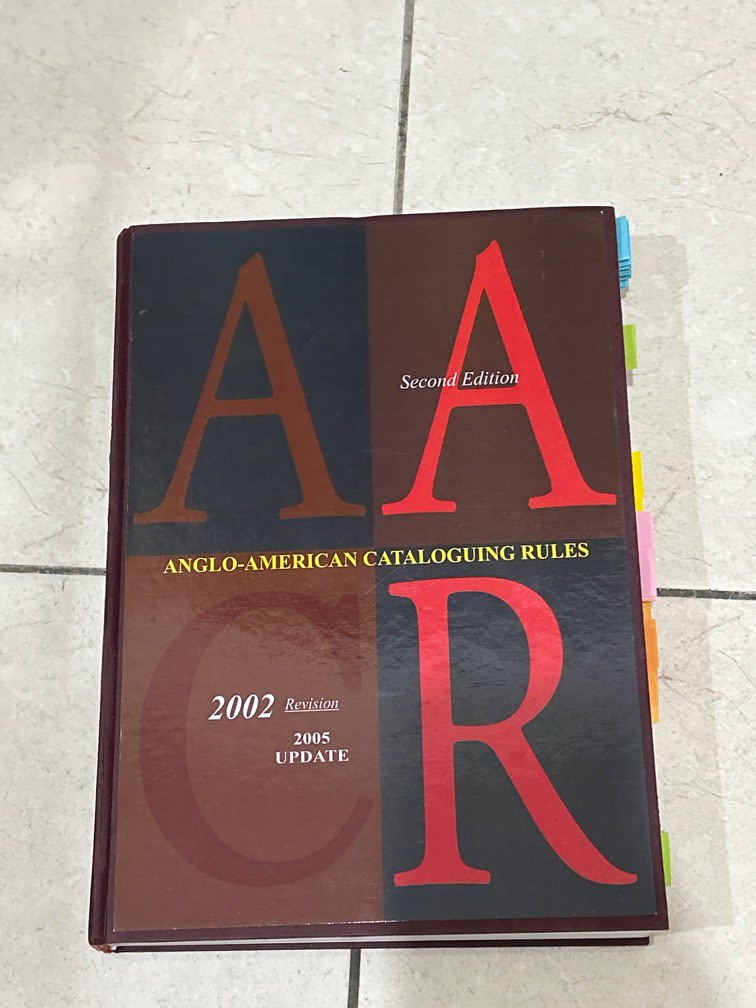 A A
Second Edition
ANGLO-AMERICAN CATALOGUING RULES
C R
2002 Revision
2005
UPDATE